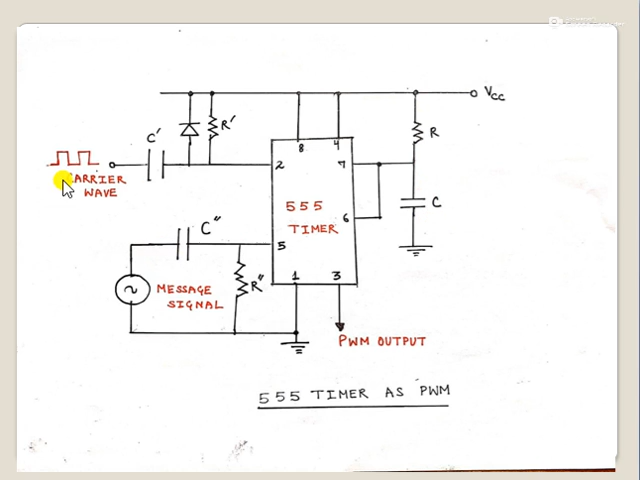 VCC
C'
R'
R
8
4
CARRIER
WAVE
2
7
555
TIMER
6
C
C"
5
MESSAGE
SIGNAL
R"
1
3
PWM OUTPUT
555 TIMER AS PWM